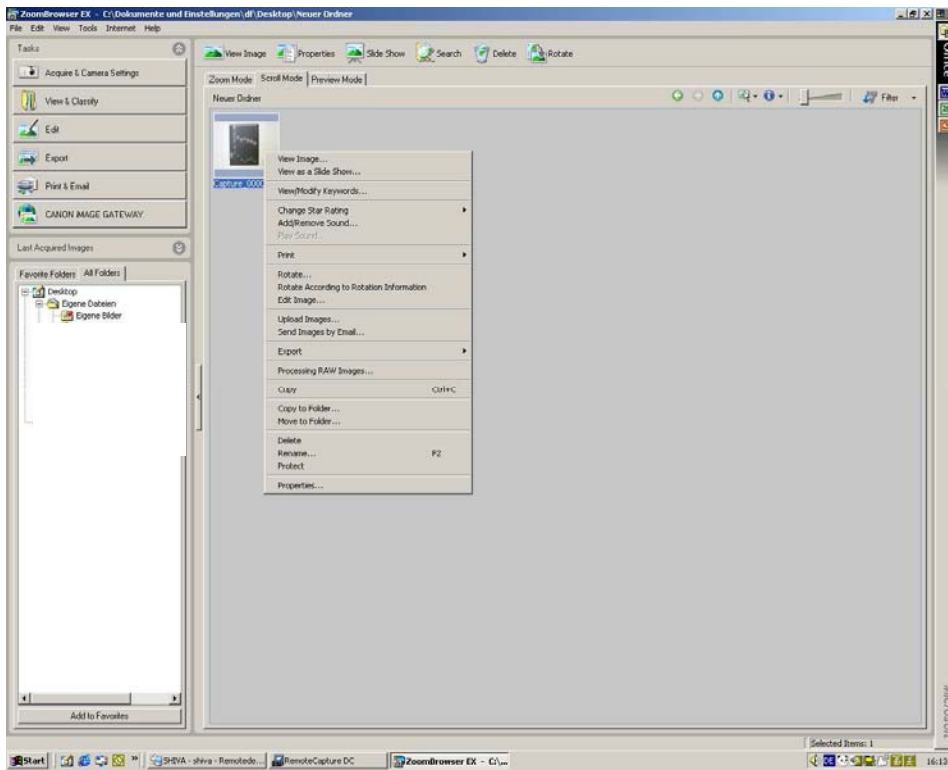 ZoomBrowser EX - C:\Dokumente und Einstellungen\df\Desktop\Neuer Ordner
File Edit View Tools Internet Help
Tasks
View Image Properties Slide Show Search Delete Rotate
Acquire & Camera Settings
Zoom Mode Scroll Mode Preview Mode
View & Classify
Neuer Ordner
Filter
Edit
Export
Print & Email
CANON IMAGE GATEWAY
Last Acquired Images
Favorite Folders All Folders
Desktop
Eigene Dateien
Eigene Bilder
Add to Favorites
View Image...
View as a Slide Show...
View/Modify Keywords...
Change Star Rating
Add/Remove Sound...
Play Sound...
Print
Rotate...
Rotate According to Rotation Information
Edit Image...
Upload Images...
Send Images by Email...
Export
Processing RAW Images...
Copy Ctrl+C
Copy to Folder...
Move to Folder...
Delete
Rename... F2
Protect
Properties...
Selected Items: 1
Start
SHIVA - shiva - Remotede...
RemoteCapture DC
ZoomBrowser EX - C:\...
DE
Office